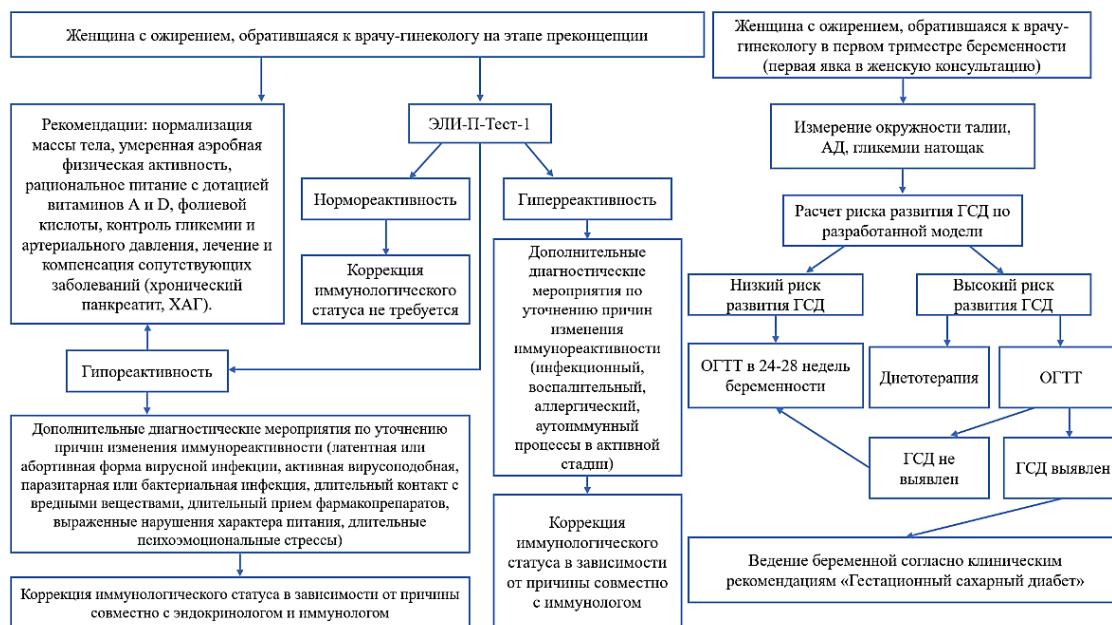 Женщина с ожирением, обратившаяся к врачу-гинекологу на этапе преконцепции
Женщина с ожирением, обратившаяся к врачу-
гинекологу в первом триместре беременности
(первая явка в женскую консультацию)
Рекомендации: нормализация
массы тела, умеренная аэробная
физическая активность,
рациональное питание с дотацией
витаминов А и D, фолиевой
кислоты, контроль гликемии и
артериального давления, лечение и
компенсация сопутствующих
заболеваний (хронический
панкреатит, ХАГ).
ЭЛИ-П-Тест-1
Нормореактивность
Коррекция
иммунологического
статуса не требуется
Гиперреактивность
Дополнительные
диагностические
мероприятия по
уточнению причин
изменения
иммунореактивности
(инфекционный,
воспалительный,
аллергический,
аутоиммунный
процессы в активной
стадии)
Коррекция
иммунологического
статуса в зависимости
от причины совместно
с иммунологом
Гипореактивность
Дополнительные диагностические мероприятия по уточнению
причин изменения иммунореактивности (латентная или
абортивная форма вирусной инфекции, активная вирусоподобная,
паразитарная или бактериальная инфекция, длительный контакт с
вредными веществами, длительный прием фармакопрепаратов,
выраженные нарушения характера питания, длительные
психоэмоциональные стрессы)
Коррекция иммунологического статуса в зависимости от причины
совместно с эндокринологом и иммунологом
Измерение окружности талии,
АД, гликемии натощак
Расчет риска развития ГСД по
разработанной модели
Низкий риск
развития ГСД
Высокий риск
развития ГСД
ОГТТ в 24-28 недель
беременности
Диетотерапия
ОГТТ
ГСД не
выявлен
ГСД выявлен
Ведение беременной согласно клиническим
рекомендациям «Гестационный сахарный диабет»